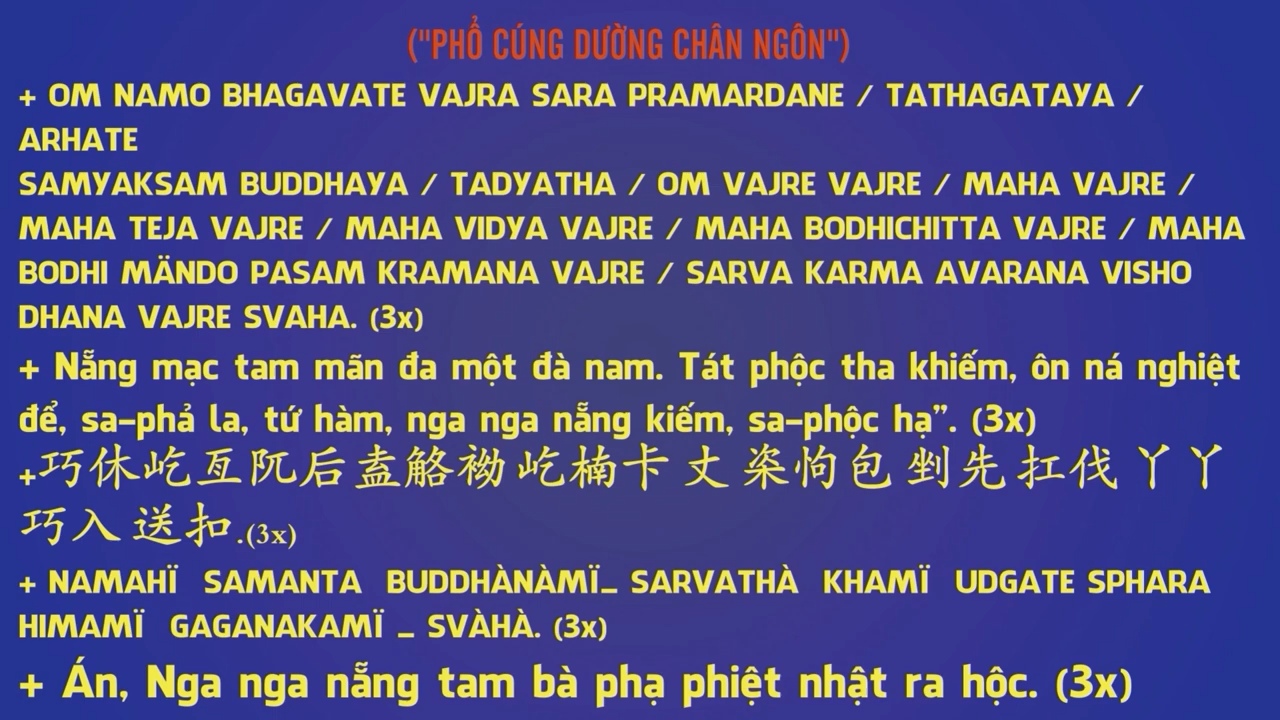 ("PHỔ CÚNG DƯỜNG CHÂN NGÔN")
+ OM NAMO BHAGAVATE VAJRA SARA PRAMARDANE / TATHAGATAYA /
ARHATE
SAMYAKSAM BUDDHAYA / TADYATHA / OM VAJRE VAJRE / MAHA VAJRE /
MAHA TEJA VAJRE / MAHA VIDYA VAJRE / MAHA BODHICHITTA VAJRE / MAHA
BODHI MÄNDO PASAM KRAMANA VAJRE / SARVA KARMA AVARANA VISHO
DHANA VAJRE SVAHA. (3x)
+ Nẵng mạc tam mãn đa một đà nam. Tát phộc tha khiếm, ôn ná nghiệt
để, sa-phả la, tứ hàm, nga nga nẵng kiếm, sa-phộc hạ”. (3x)
+巧休屹亙阢后盍觡袎屹楠卡丈楶怐包剉先扛伐丫丫
巧入送扣.(3x)
+ NAMAHÏ SAMANTA BUDDHÀNÀMÏ_ SARVATHÀ KHAMÏ UDGATE SPHARA
HIMAMÏ GAGANAKAMÏ _ SVÀHÀ. (3x)
+ Án, Nga nga nẵng tam bà phạ phiệt nhật ra hộc. (3x)